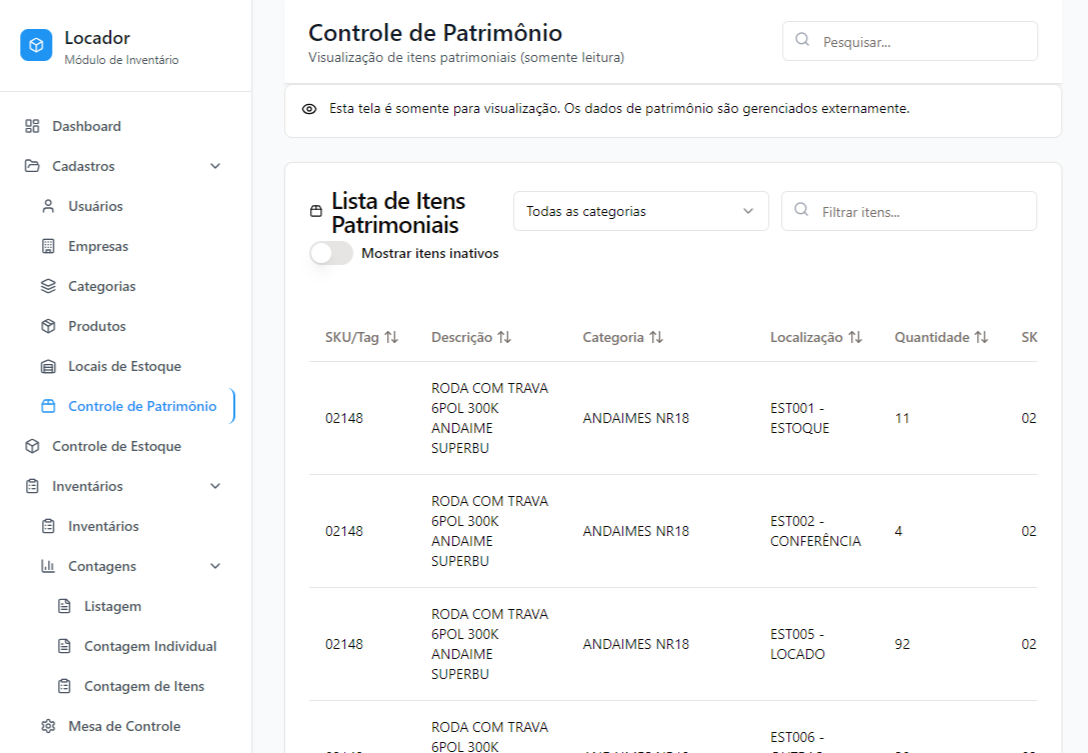 Locador
Módulo de Inventário
Dashboard
Cadastros
Usuários
Empresas
Categorias
Produtos
Locais de Estoque
Controle de Patrimônio
Controle de Estoque
Inventários
Inventários
Contagens
Listagem
Contagem Individual
Contagem de Itens
Mesa de Controle
Controle de Patrimônio
Visualização de itens patrimoniais (somente leitura)
Pesquisar...
Esta tela é somente para visualização. Os dados de patrimônio são gerenciados externamente.
Lista de Itens
Patrimoniais
Todas as categorias
Filtrar itens...
Mostrar itens inativos
SKU/Tag Descrição Categoria Localização Quantidade SK
02148
RODA COM TRAVA
6POL 300K
ANDAIME
SUPERBU
ANDAIMES NR18
EST001 -
ESTOQUE
11
02
02148
RODA COM TRAVA
6POL 300K
ANDAIME
SUPERBU
ANDAIMES NR18
EST002 -
CONFERÊNCIA
4
02
02148
RODA COM TRAVA
6POL 300K
ANDAIME
SUPERBU
ANDAIMES NR18
EST005 -
LOCADO
92
02
RODA COM TRAVA
6POL 300K
EST006 -